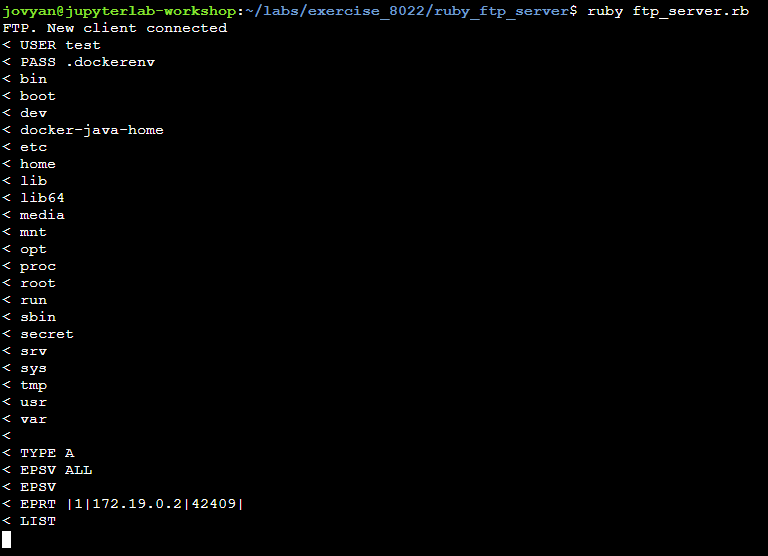 jovyan@jupyterlab-workshop:~/labs/exercise_8022/ruby_ftp_server$ ruby ftp_server.rb
FTP. New client connected
< USER test
< PASS .dockerenv
< bin
< boot
< dev
< docker-java-home
< etc
< home
< lib
< lib64
< media
< mnt
< opt
< proc
< root
< run
< sbin
< secret
< srv
< sys
< tmp
< usr
< var
<
< TYPE A
< EPSV ALL
< EPSV
< EPRT |1|172.19.0.2|42409|
< LIST